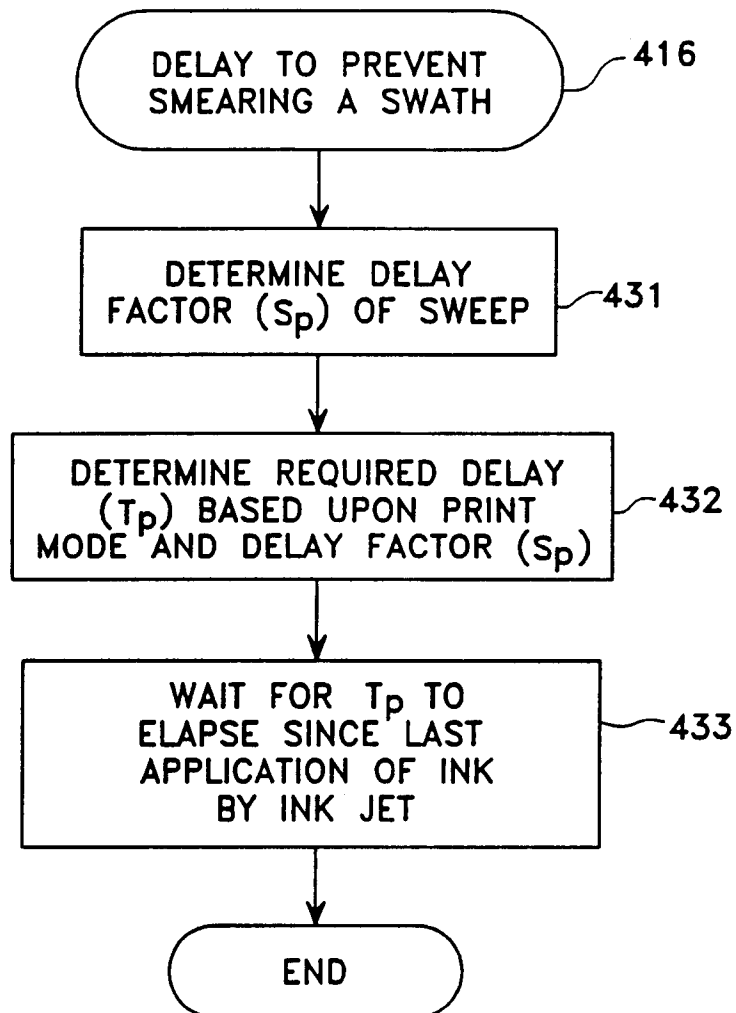 DELAY TO PREVENT
SMEARING A SWATH
416
DETERMINE DELAY
FACTOR (Sp) OF SWEEP
431
DETERMINE REQUIRED DELAY
(Tp) BASED UPON PRINT
MODE AND DELAY FACTOR (Sp)
432
WAIT FOR Tp TO
ELAPSE SINCE LAST
APPLICATION OF INK
BY INK JET
433
END